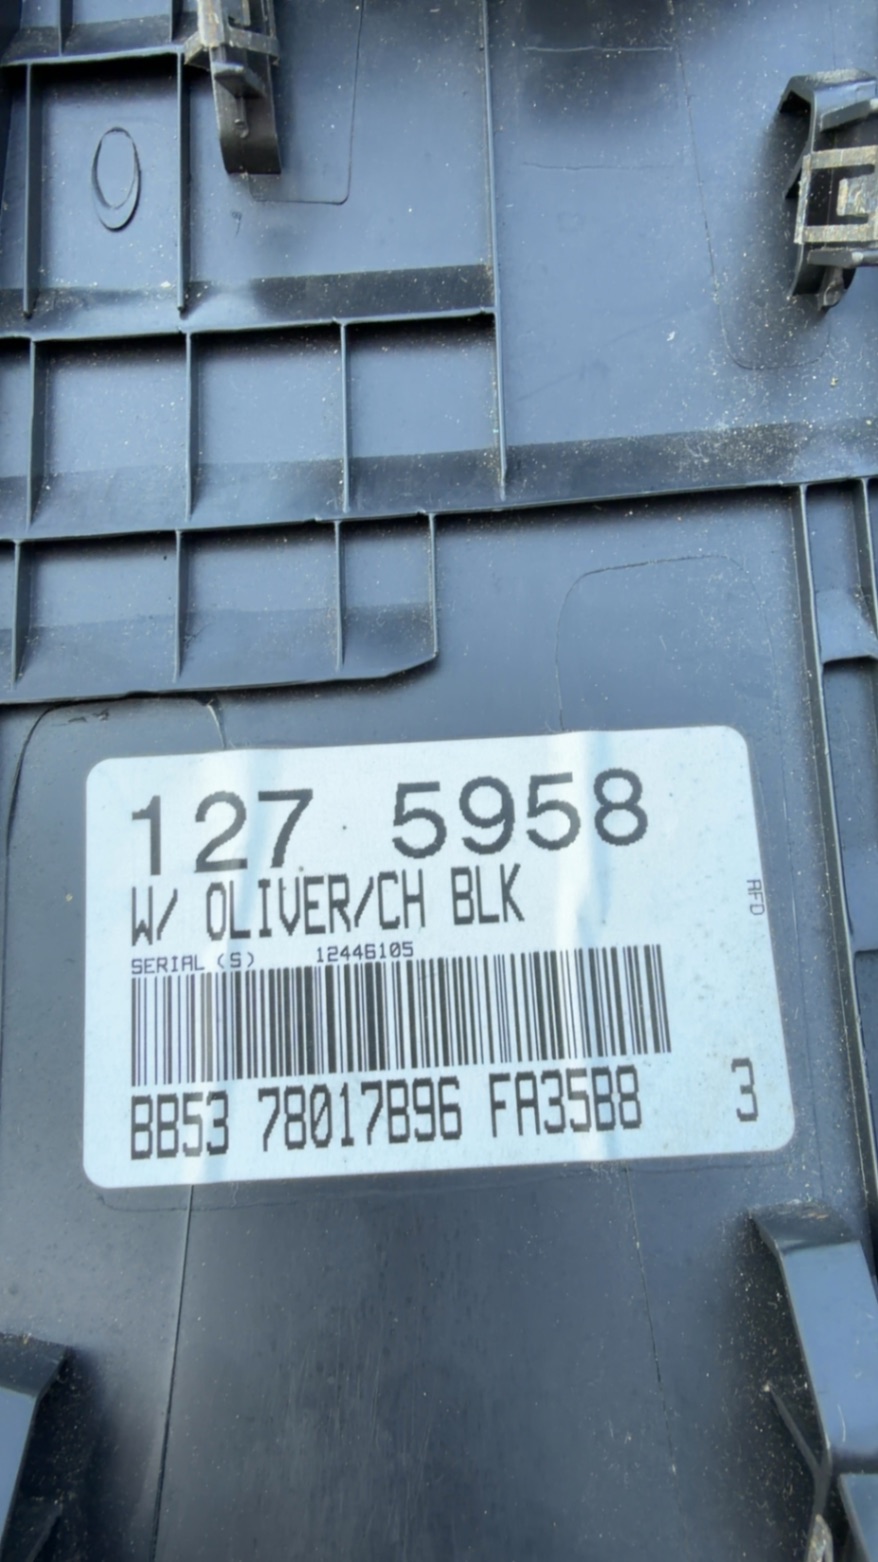 127 5958
W/ OLIVER/CH BLK
SERIAL (S) 12446105
AFD
BB53 78017B96 FA35B8 3